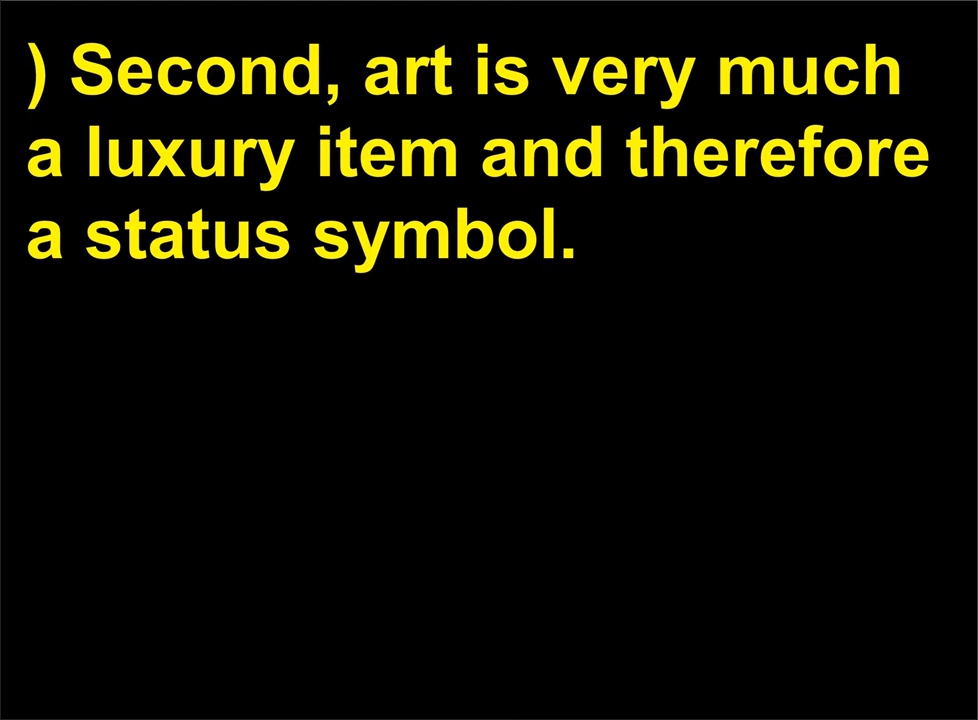 ) Second, art is very much
a luxury item and therefore
a status symbol.